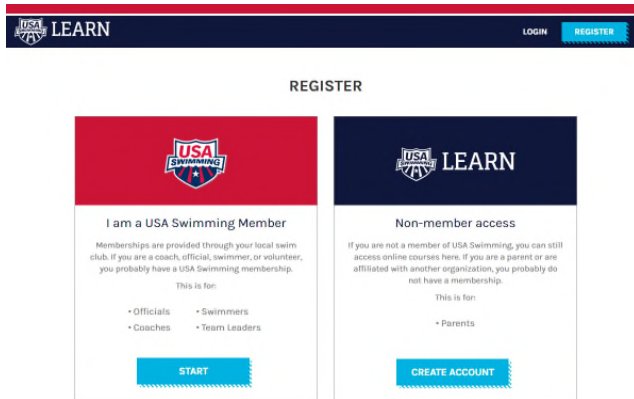 USA SWIMMING LEARN
LOGIN
REGISTER
REGISTER
USA
SWIMMING
I am a USA Swimming Member
Memberships are provided through your local swim
club. If you are a coach, official, swimmer, or volunteer,
you probably have a USA Swimming membership.
This is for:
• Officials
• Swimmers
• Coaches
• Team Leaders
START
USA SWIMMING LEARN
Non-member access
If you are not a member of USA Swimming, you can still
access online courses here. If you are a parent or are
affiliated with another organization, you probably do
not have a membership.
This is for:
• Parents
CREATE ACCOUNT